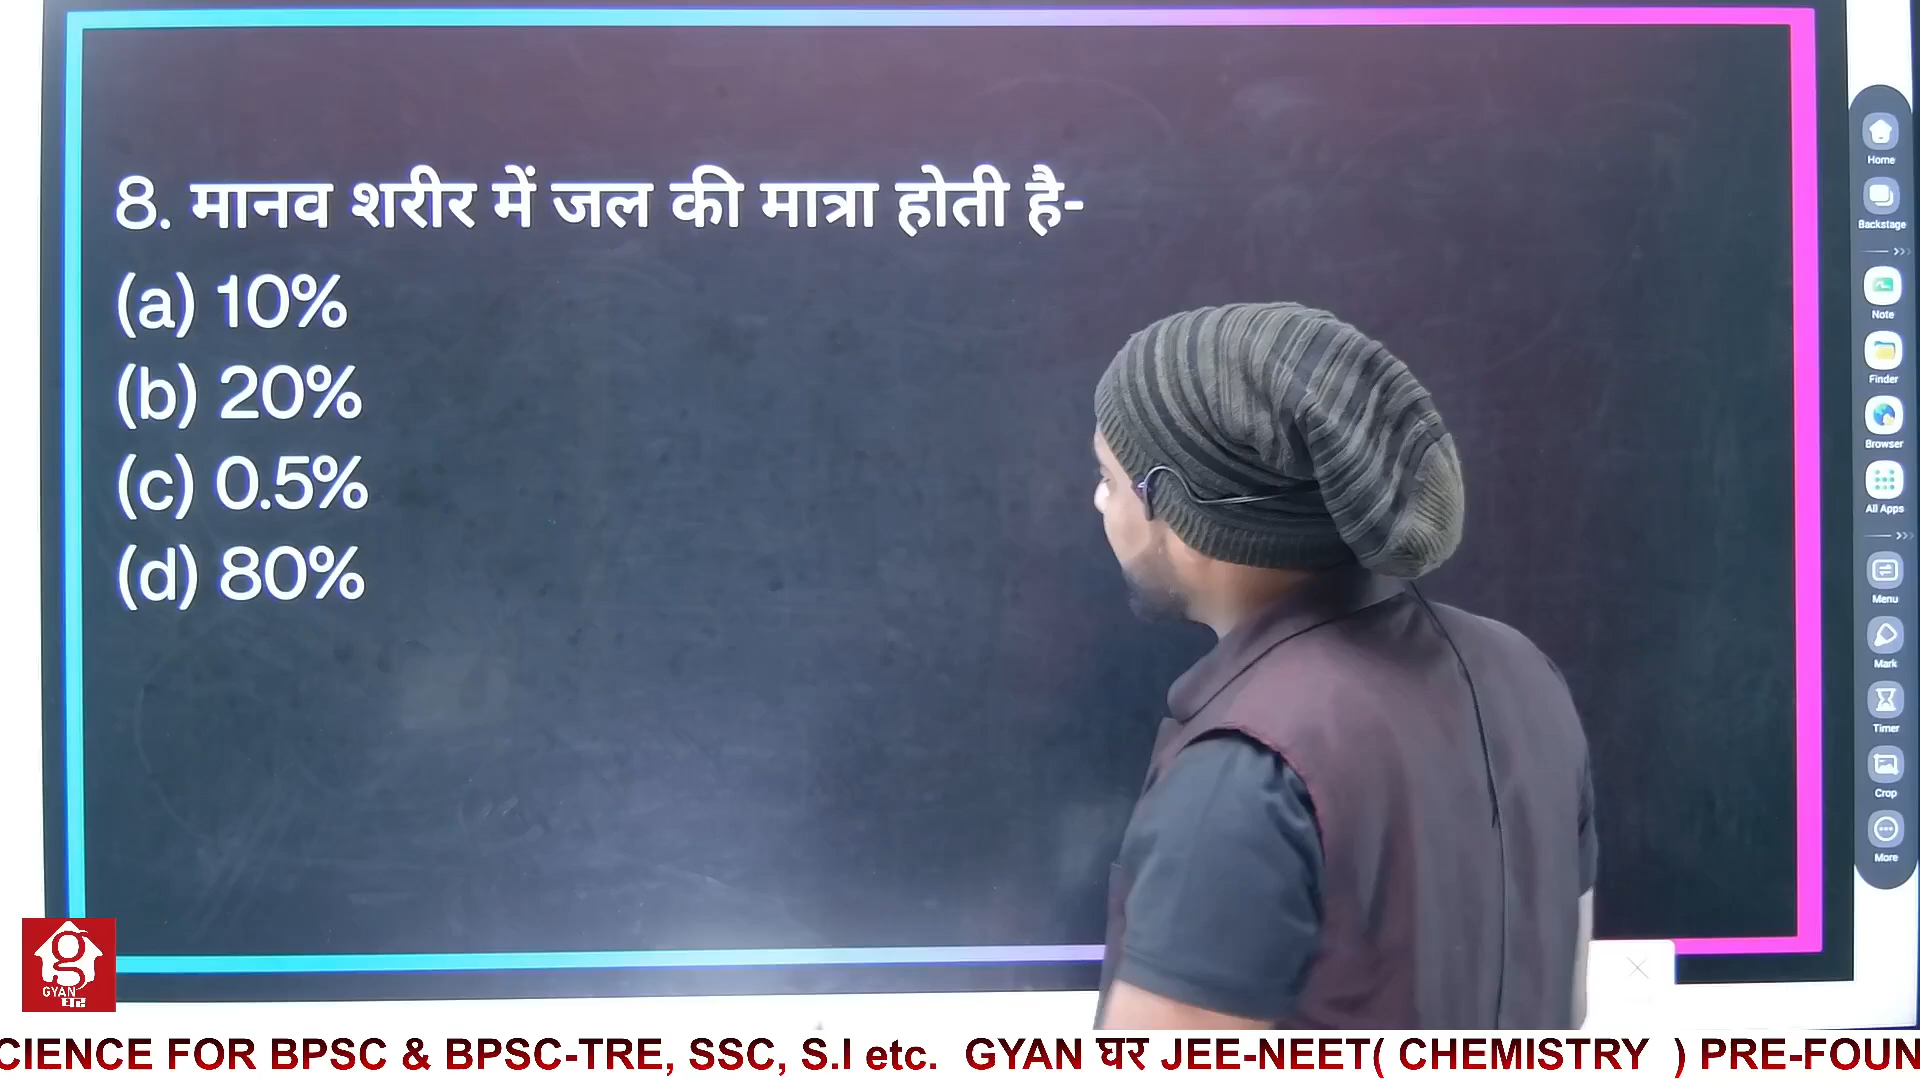 8. मानव शरीर में जल की मात्रा होती है-
(a) 10%
(b) 20%
(c) 0.5%
(d) 80%
Home
Backstage
Note
Finder
Browser
All Apps
Menu
Mark
Timer
Crop
More
GYAN
घर
CIENCE FOR BPSC & BPSC-TRE, SSC, S.I etc. GYAN घर JEE-NEET( CHEMISTRY ) PRE-FOUN